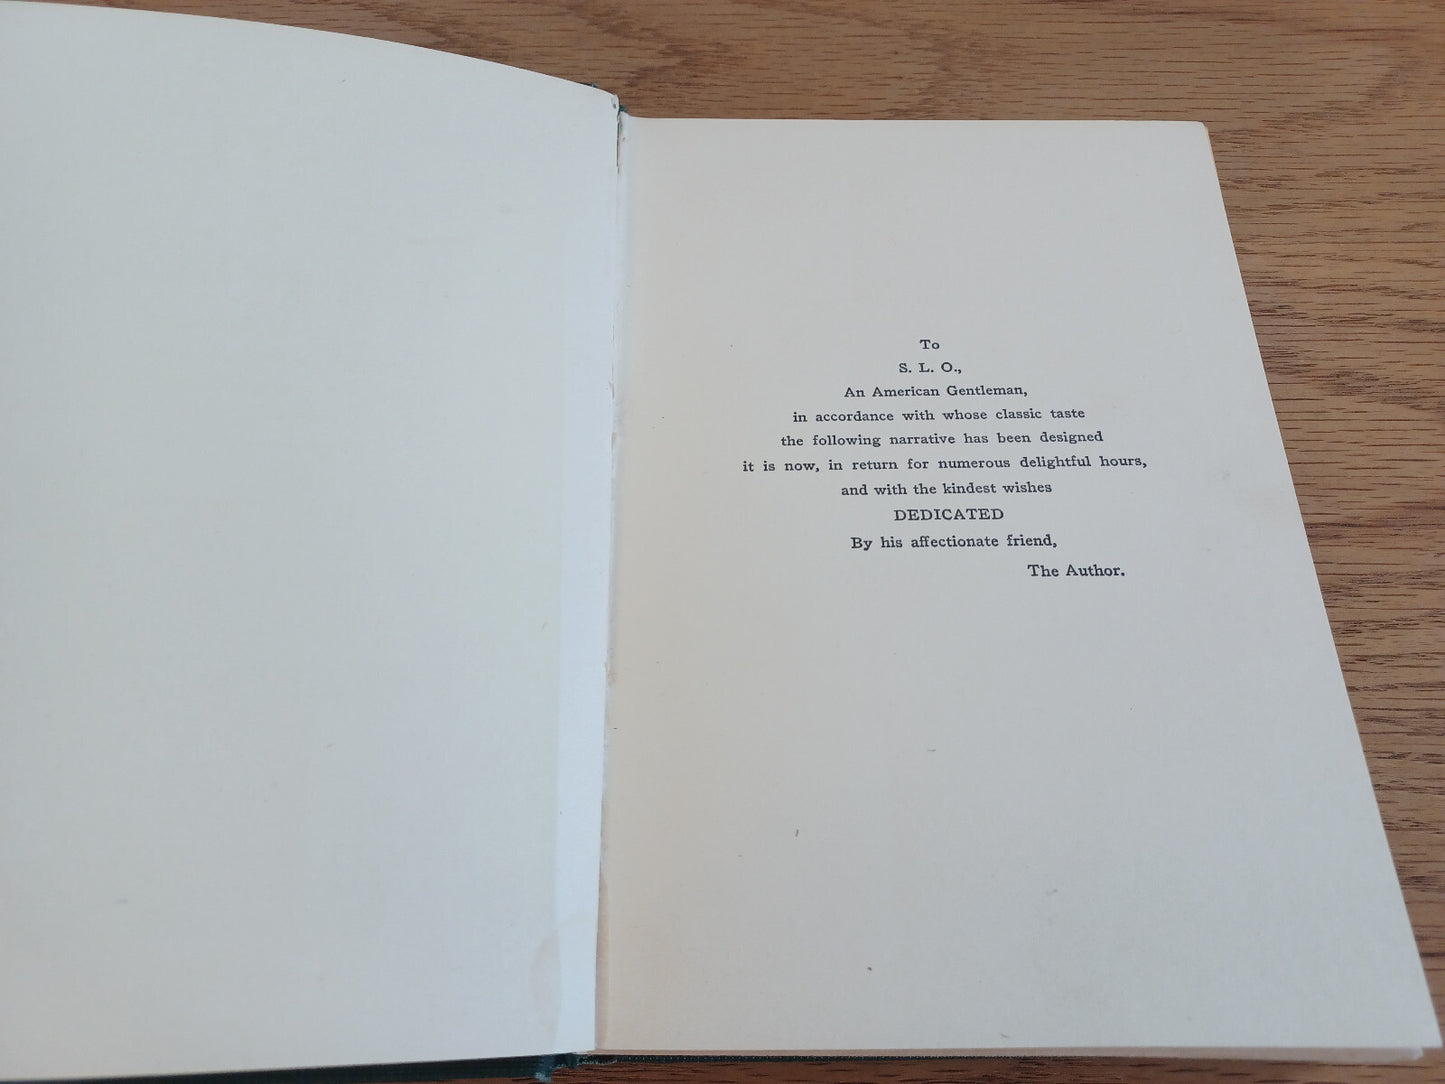 To
S. L. O.,
An American Gentleman,
in accordance with whose classic taste
the following narrative has been designed
it is now, in return for numerous delightful hours,
and with the kindest wishes
DEDICATED
By his affectionate friend,
The Author.